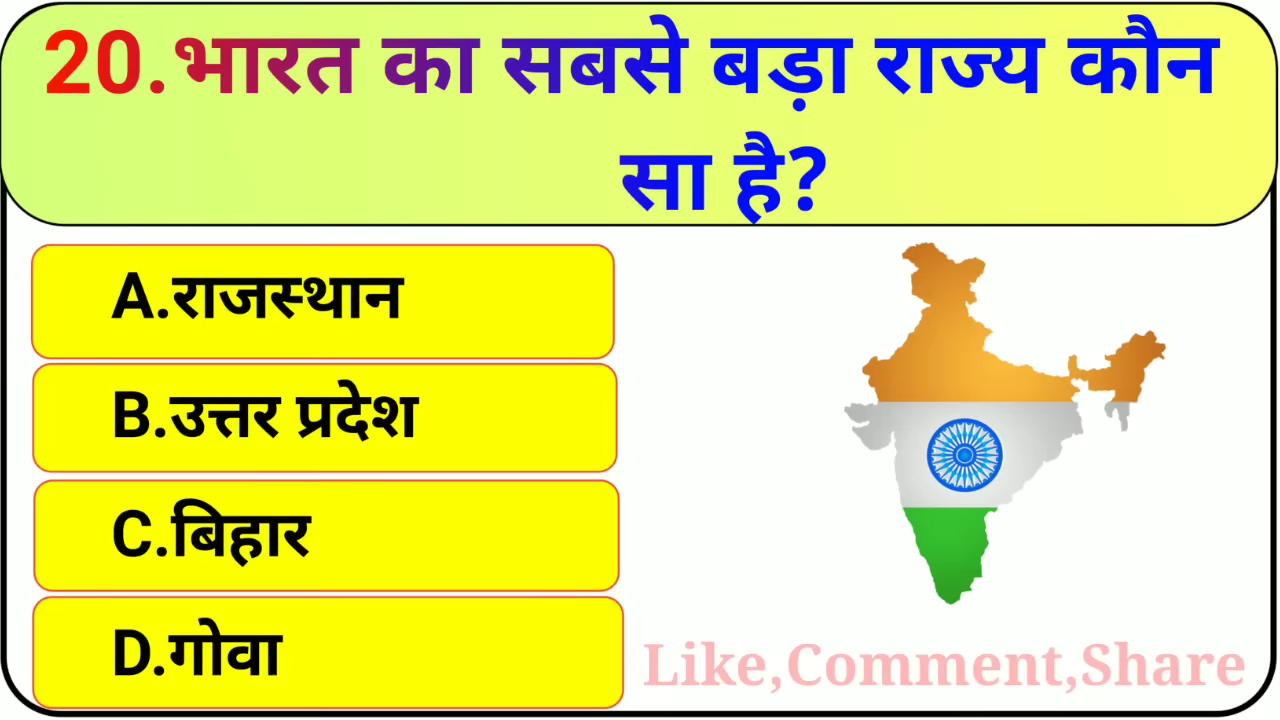 20.भारत का सबसे बड़ा राज्य कौन
सा है?
A.राजस्थान
B.उत्तर प्रदेश
C.बिहार
D.गोवा
Like,Comment,Share